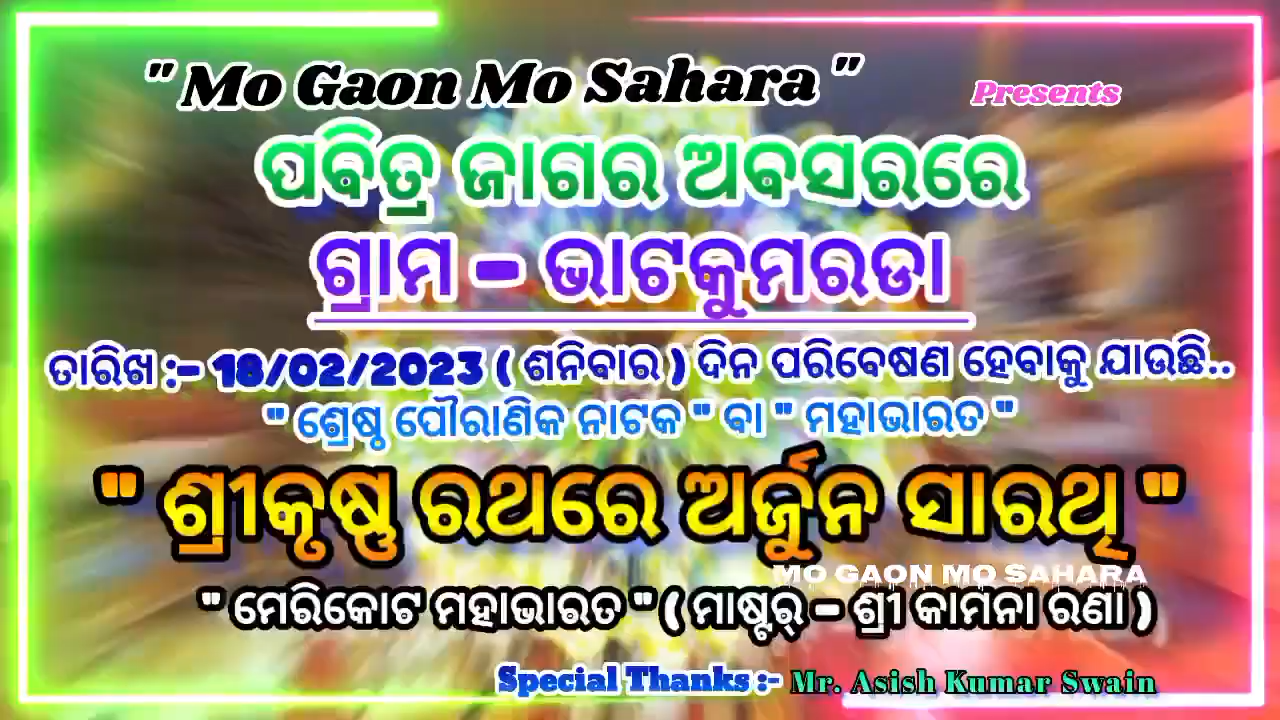 " Mo Gaon Mo Sahara " Presents
ପବିତ୍ର ଜାଗର ଅବସରରେ
ଗ୍ରାମ - ଭାଟକୁମରଡା
ତାରିଖ :- 18/02/2023 ( ଶନିବାର ) ଦିନ ପରିବେଷଣ ହେବାକୁ ଯାଉଛି..
" ଶ୍ରେଷ୍ଠ ପୌରାଣିକ ନାଟକ " ବା " ମହାଭାରତ "
" ଶ୍ରୀକୃଷ୍ଣ ରଥରେ ଅର୍ଜୁନ ସାରଥି "
MO GAON MO SAHARA
" ମେରିକୋଟ ମହାଭାରତ " ( ମାଷ୍ଟର୍ - ଶ୍ରୀ କାମନା ରଣା )
Special Thanks :- Mr. Asish Kumar Swain